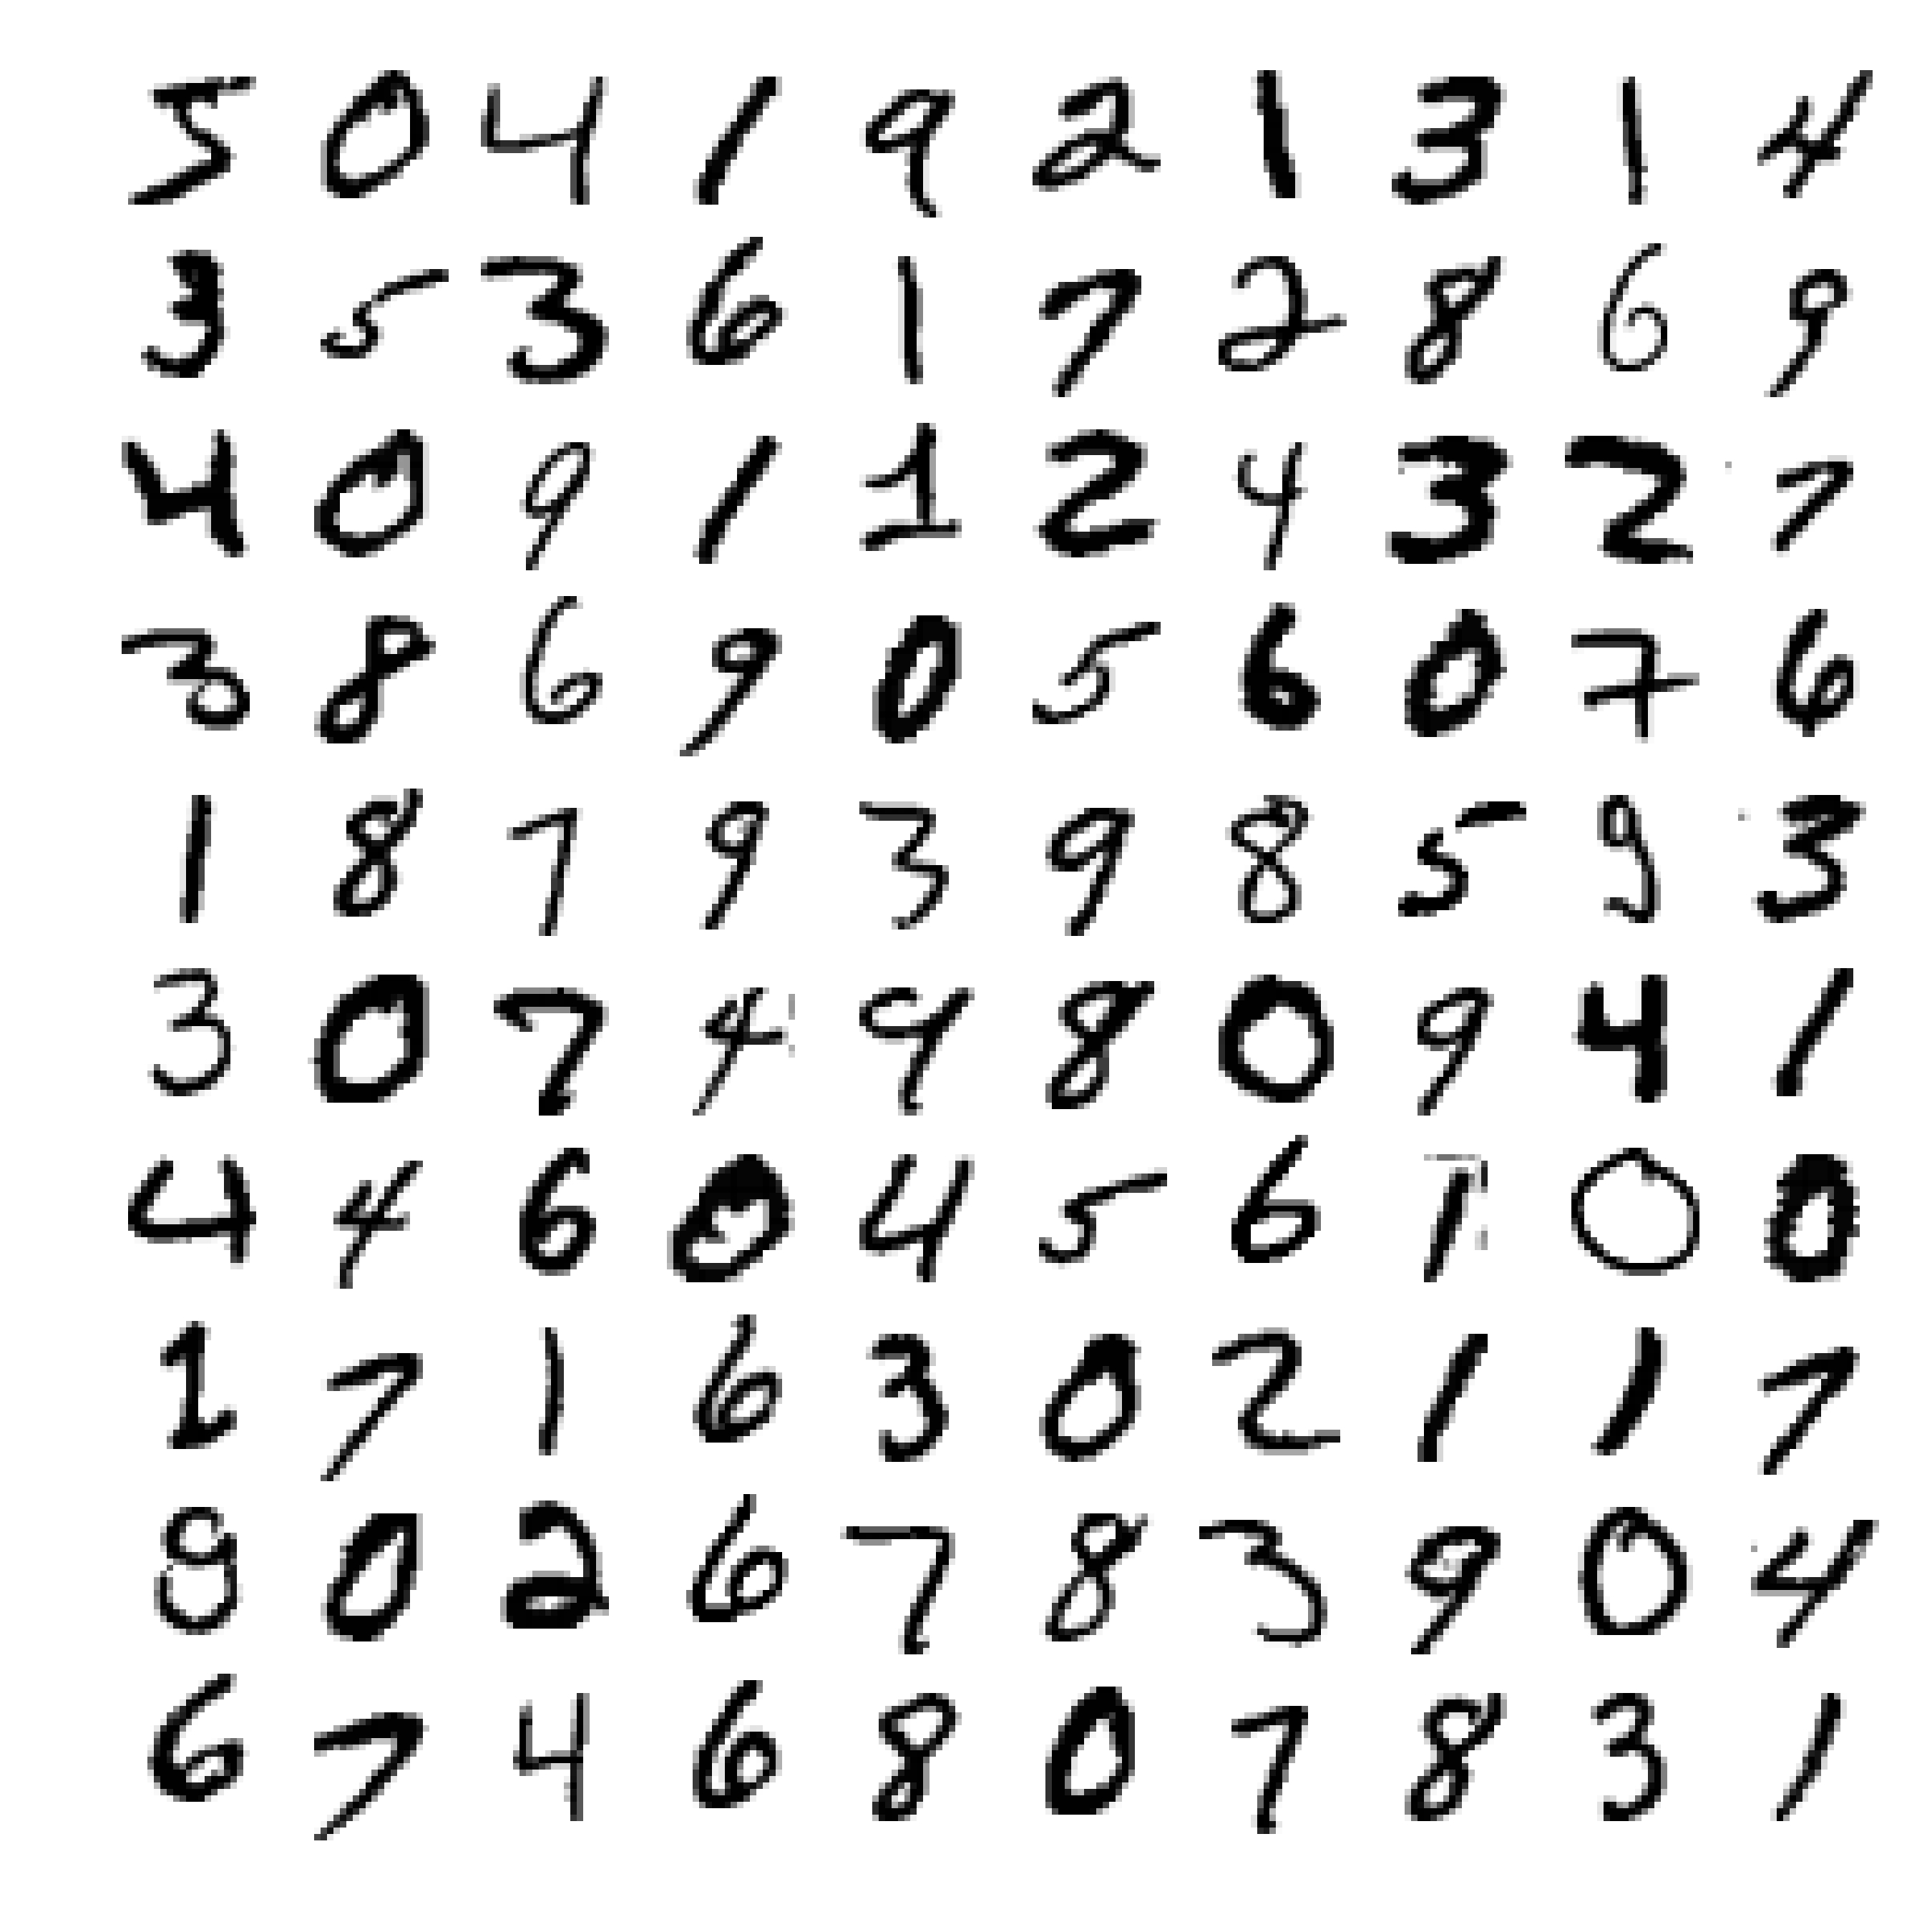 5 0 4 1 9 2 1 3 1 4
3 5 3 6 1 7 2 8 6 9
4 0 9 1 1 2 4 3 2 7
3 8 6 9 0 5 6 0 7 6
1 8 7 9 3 9 8 5 9 3
3 0 7 4 9 8 0 9 4 1
4 4 6 0 4 5 6 1 0 0
1 7 1 6 3 0 2 1 1 7
8 0 2 6 7 8 3 9 0 4
6 7 4 6 8 0 7 8 3 1